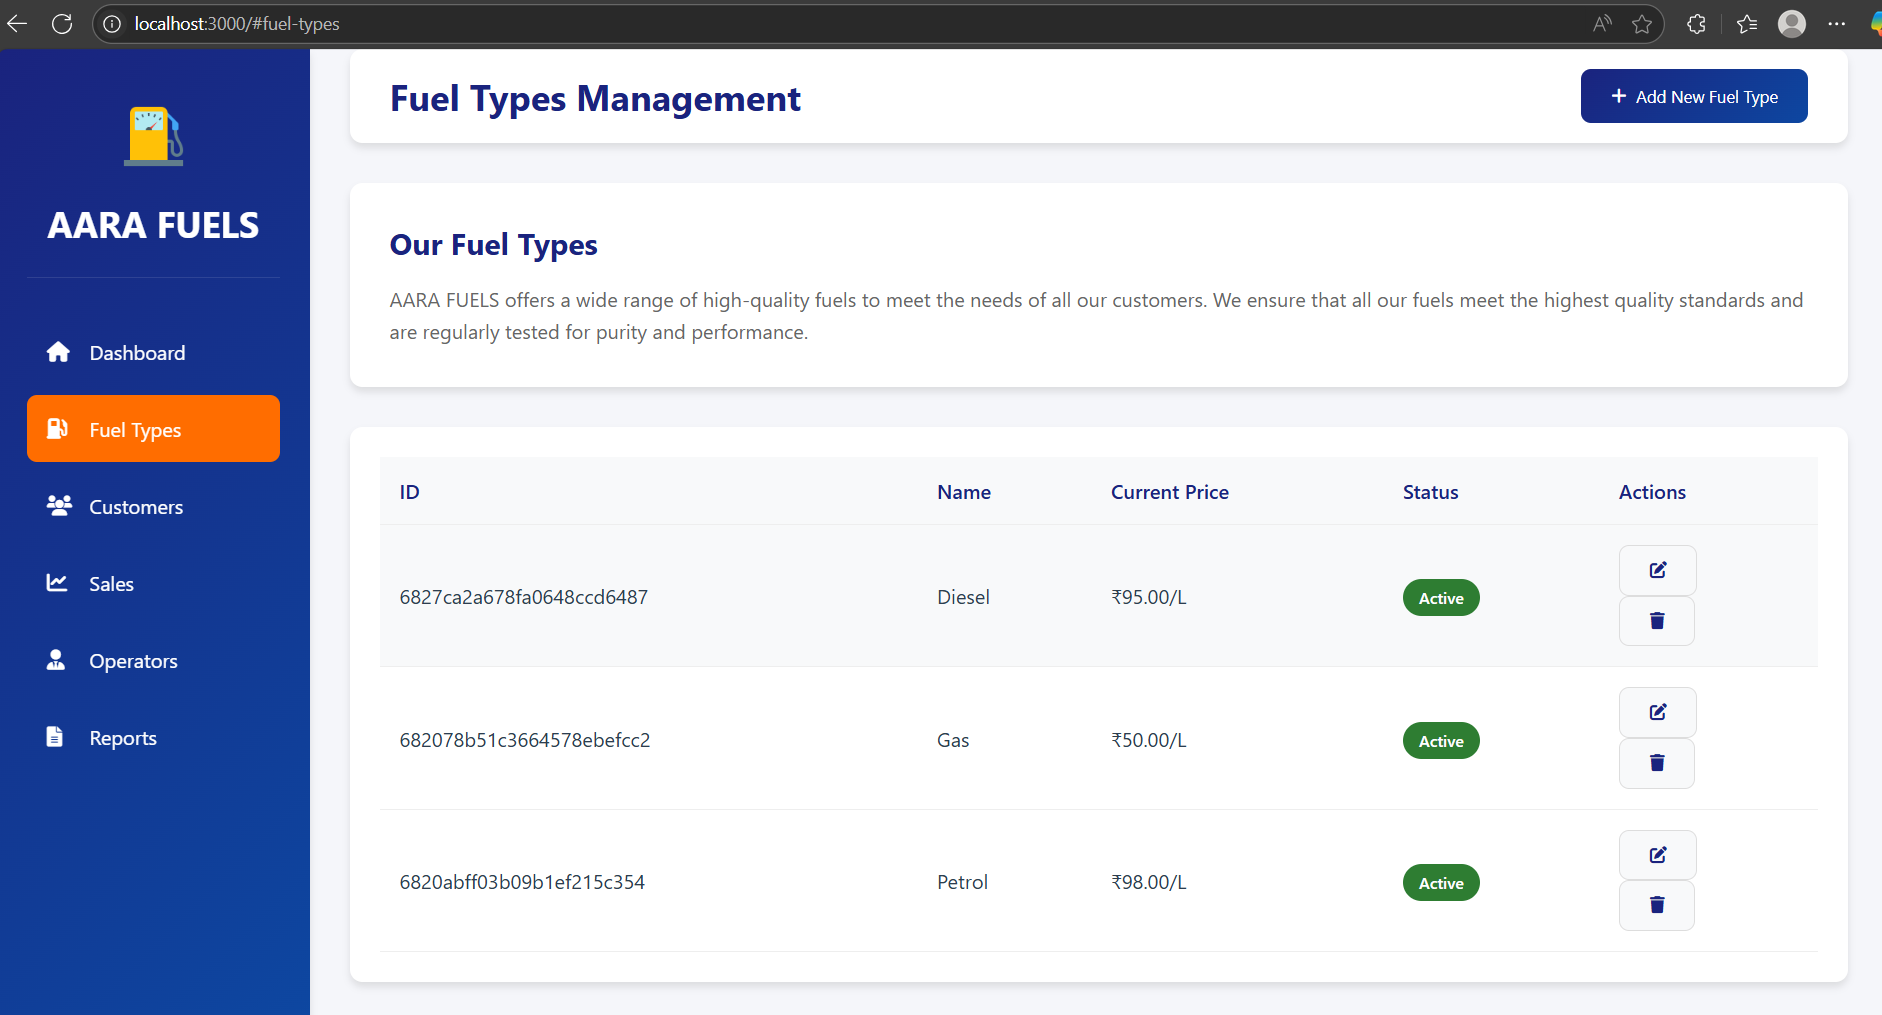 localhost:3000/#fuel-types
AARA FUELS
Dashboard
Fuel Types
Customers
Sales
Operators
Reports
Fuel Types Management
+ Add New Fuel Type
Our Fuel Types
AARA FUELS offers a wide range of high-quality fuels to meet the needs of all our customers. We ensure that all our fuels meet the highest quality standards and
are regularly tested for purity and performance.
ID Name Current Price Status Actions
6827ca2a678fa0648ccd6487 Diesel ₹95.00/L Active
682078b51c3664578ebefcc2 Gas ₹50.00/L Active
6820abff03b09b1ef215c354 Petrol ₹98.00/L Active